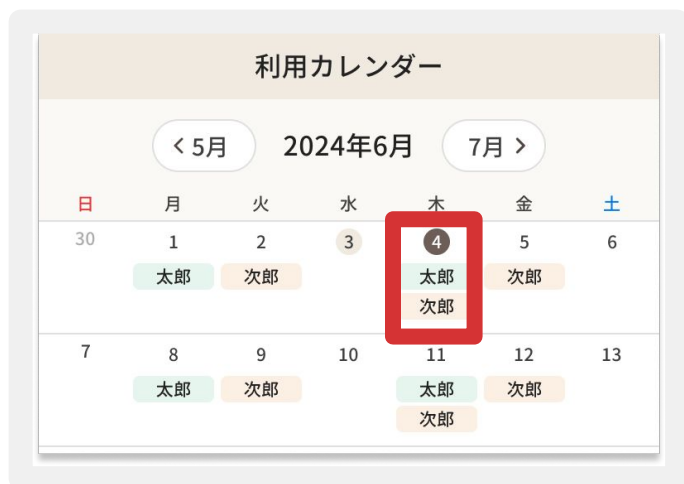 利用カレンダー
< 5月 2024年6月 7月 >
日 月 火 水 木 金 土
30 1 2 3 4 5 6
太郎 次郎 太郎 次郎
次郎
7 8 9 10 11 12 13
太郎 次郎 太郎 次郎
次郎